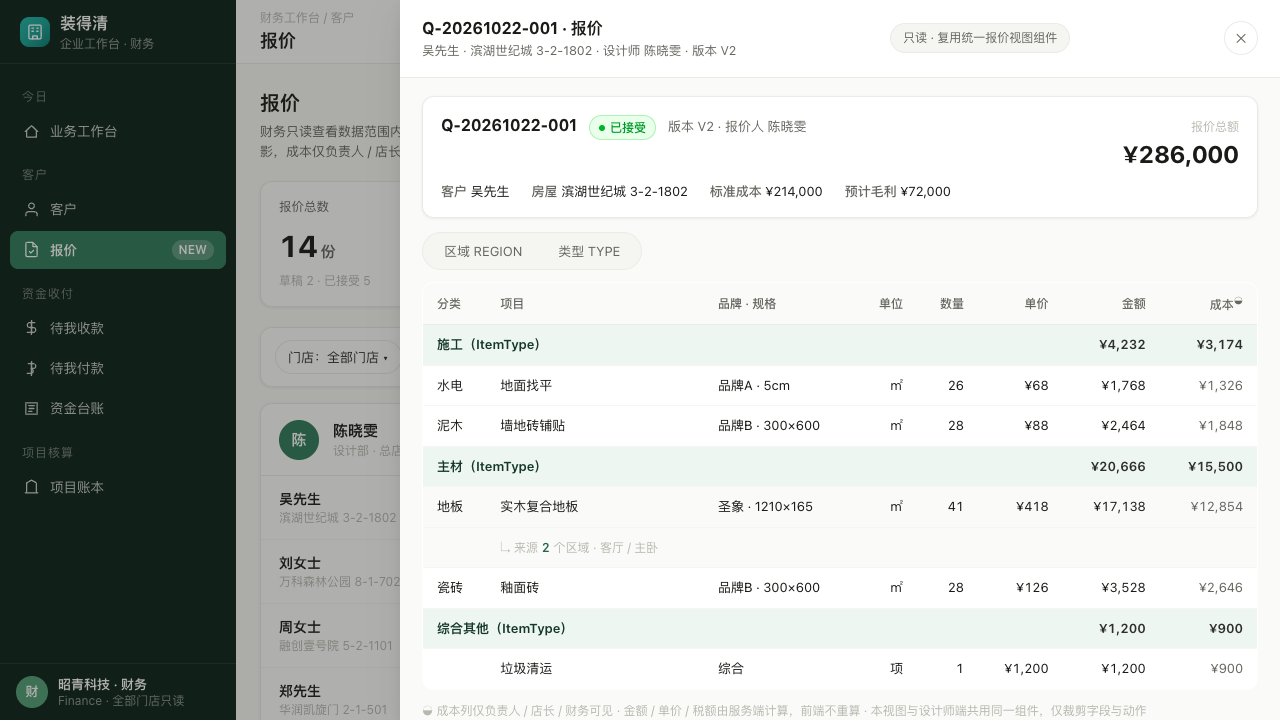 装得清
企业工作台 · 财务
今日
业务工作台
客户
客户
报价 NEW
资金收付
待我收款
待我付款
资金台账
项目核算
项目账本
财
昭青科技 · 财务
Finance · 全部门店只读
财务工作台 / 客户
报价
报价
财务只读查看数据范围内
影，成本仅负责人 / 店长
报价总数
14 份
草稿 2 · 已接受 5
门店: 全部门店
陈
陈晓雯
设计部 · 总店
吴先生
滨湖世纪城 3-2-1802
刘女士
万科森林公园 8-1-702
周女士
融创壹号院 5-2-1101
郑先生
华润凯旋门 2-1-501
Q-20261022-001 · 报价
吴先生 · 滨湖世纪城 3-2-1802 · 设计师 陈晓雯 · 版本 V2
只读 · 复用统一报价视图组件
Q-20261022-001 已接受 版本 V2 · 报价人 陈晓雯
报价总额
¥286,000
客户 吴先生 房屋 滨湖世纪城 3-2-1802 标准成本 ¥214,000 预计毛利 ¥72,000
区域 REGION 类型 TYPE
分类 项目 品牌 · 规格 单位 数量 单价 金额 成本
施工（ItemType） ¥4,232 ¥3,174
水电 地面找平 品牌A · 5cm ㎡ 26 ¥68 ¥1,768 ¥1,326
泥木 墙地砖铺贴 品牌B · 300×600 ㎡ 28 ¥88 ¥2,464 ¥1,848
主材（ItemType） ¥20,666 ¥15,500
地板 实木复合地板 圣象 · 1210×165 ㎡ 41 ¥418 ¥17,138 ¥12,854
来源 2 个区域 · 客厅 / 主卧
瓷砖 釉面砖 品牌B · 300×600 ㎡ 28 ¥126 ¥3,528 ¥2,646
综合其他（ItemType） ¥1,200 ¥900
垃圾清运 综合 项 1 ¥1,200 ¥1,200 ¥900
成本列仅负责人 / 店长 / 财务可见 · 金额 / 单价 / 税额由服务端计算，前端不重算 · 本视图与设计师端共用同一组件，仅裁剪字段与动作